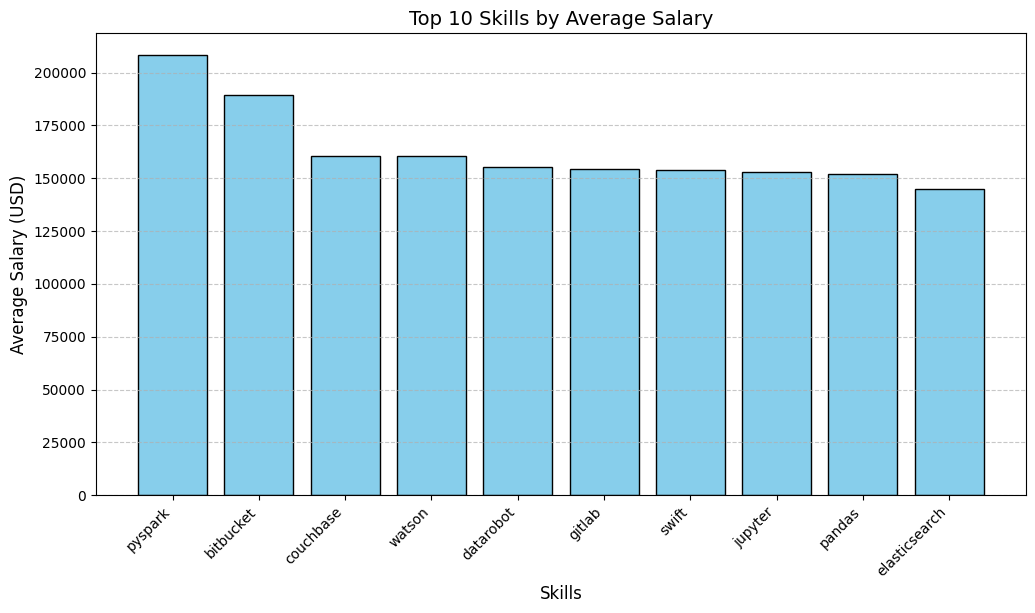 Top 10 Skills by Average Salary
Average Salary (USD)
200000
175000
150000
125000
100000
75000
50000
25000
0
pyspark
bitbucket
couchbase
watson
datarobot
gitlab
swift
jupyter
pandas
elasticsearch
Skills